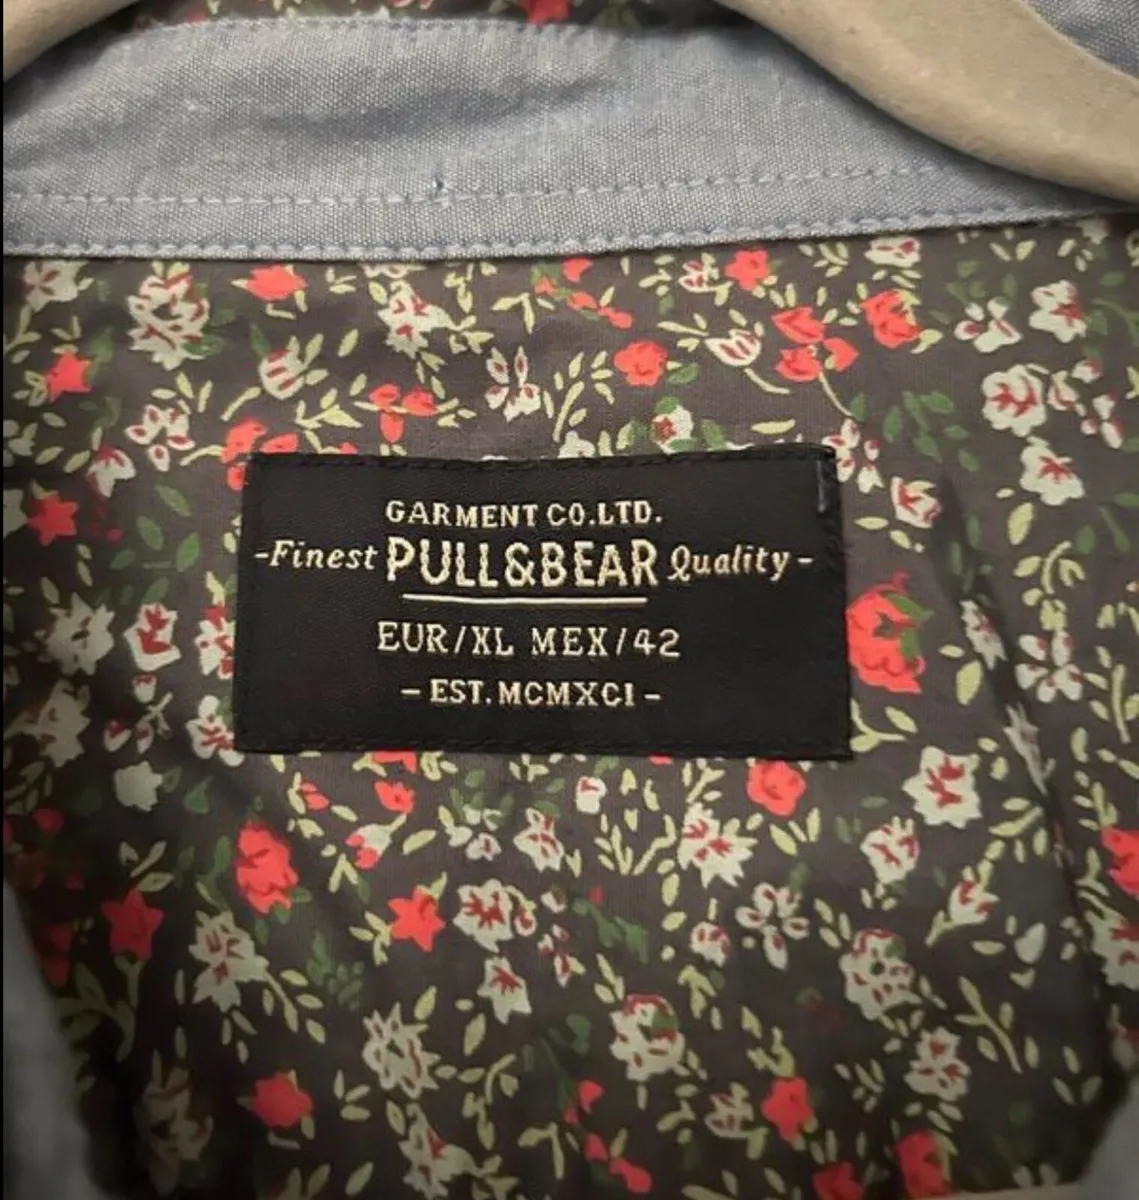 GARMENT CO.LTD.
-Finest PULL&BEAR Quality-
EUR/XL MEX/42
- EST. MCMXCI -